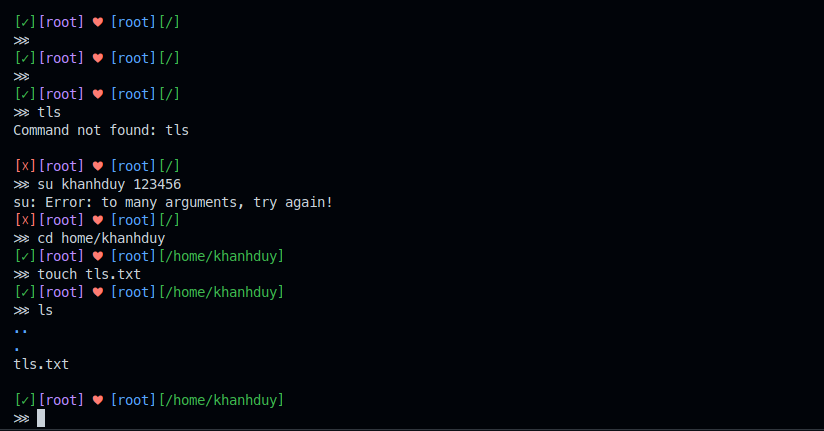 [✓][root] ♥ [root][/]
⋙
[✓][root] ♥ [root][/]
⋙
[✓][root] ♥ [root][/]
⋙ tls
Command not found: tls
[x][root] ♥ [root][/]
⋙ su khanhduy 123456
su: Error: to many arguments, try again!
[x][root] ♥ [root][/]
⋙ cd home/khanhduy
[✓][root] ♥ [root][/home/khanhduy]
⋙ touch tls.txt
[✓][root] ♥ [root][/home/khanhduy]
⋙ ls
..
.
tls.txt
[✓][root] ♥ [root][/home/khanhduy]
⋙